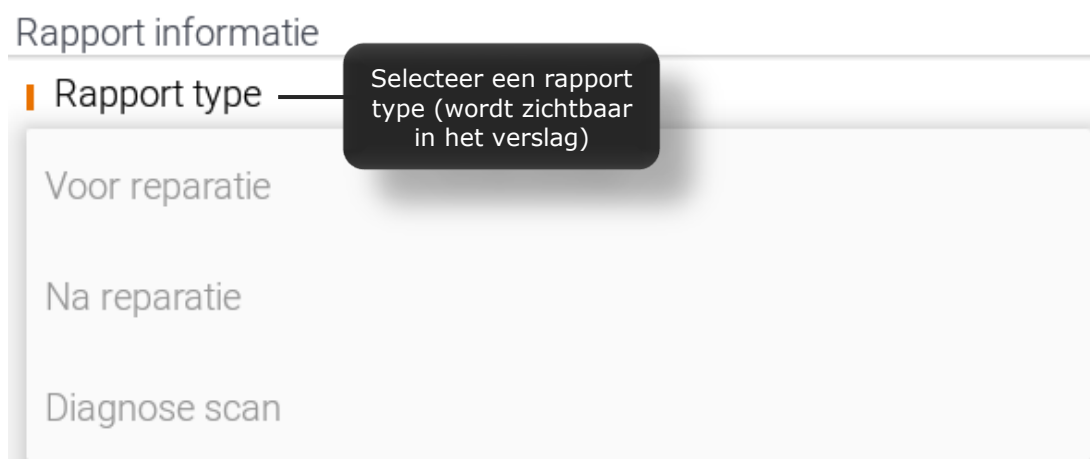 Rapport informatie
Rapport type
Selecteer een rapport
type (wordt zichtbaar
in het verslag)
Voor reparatie
Na reparatie
Diagnose scan